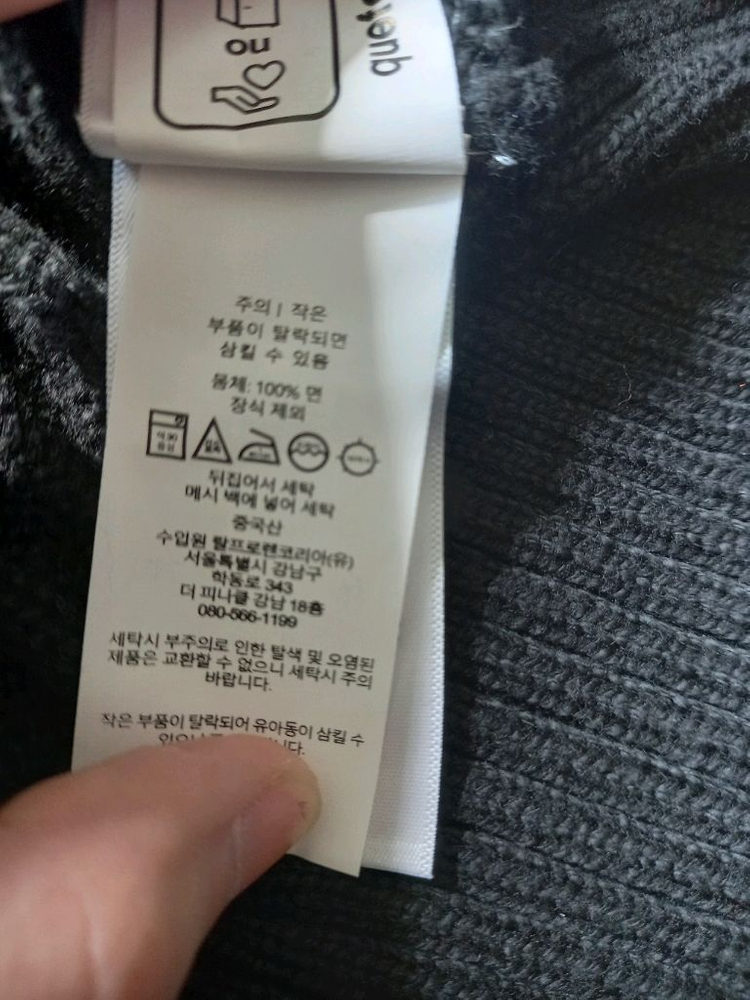 주의 | 작은
부품이 탈락되면
삼킬 수 있음
몸체: 100% 면
장식 제외
뒤집어서 세탁
메시 백에 넣어 세탁
중국산
수입원 랄프로렌코리아(유)
서울특별시 강남구
학동로 343
더 피나클 강남 18층
080-566-1199
세탁시 부주의로 인한 탈색 및 오염된
제품은 교환할 수 없으니 세탁시 주의
바랍니다.
작은 부품이 탈락되어 유아동이 삼킬 수